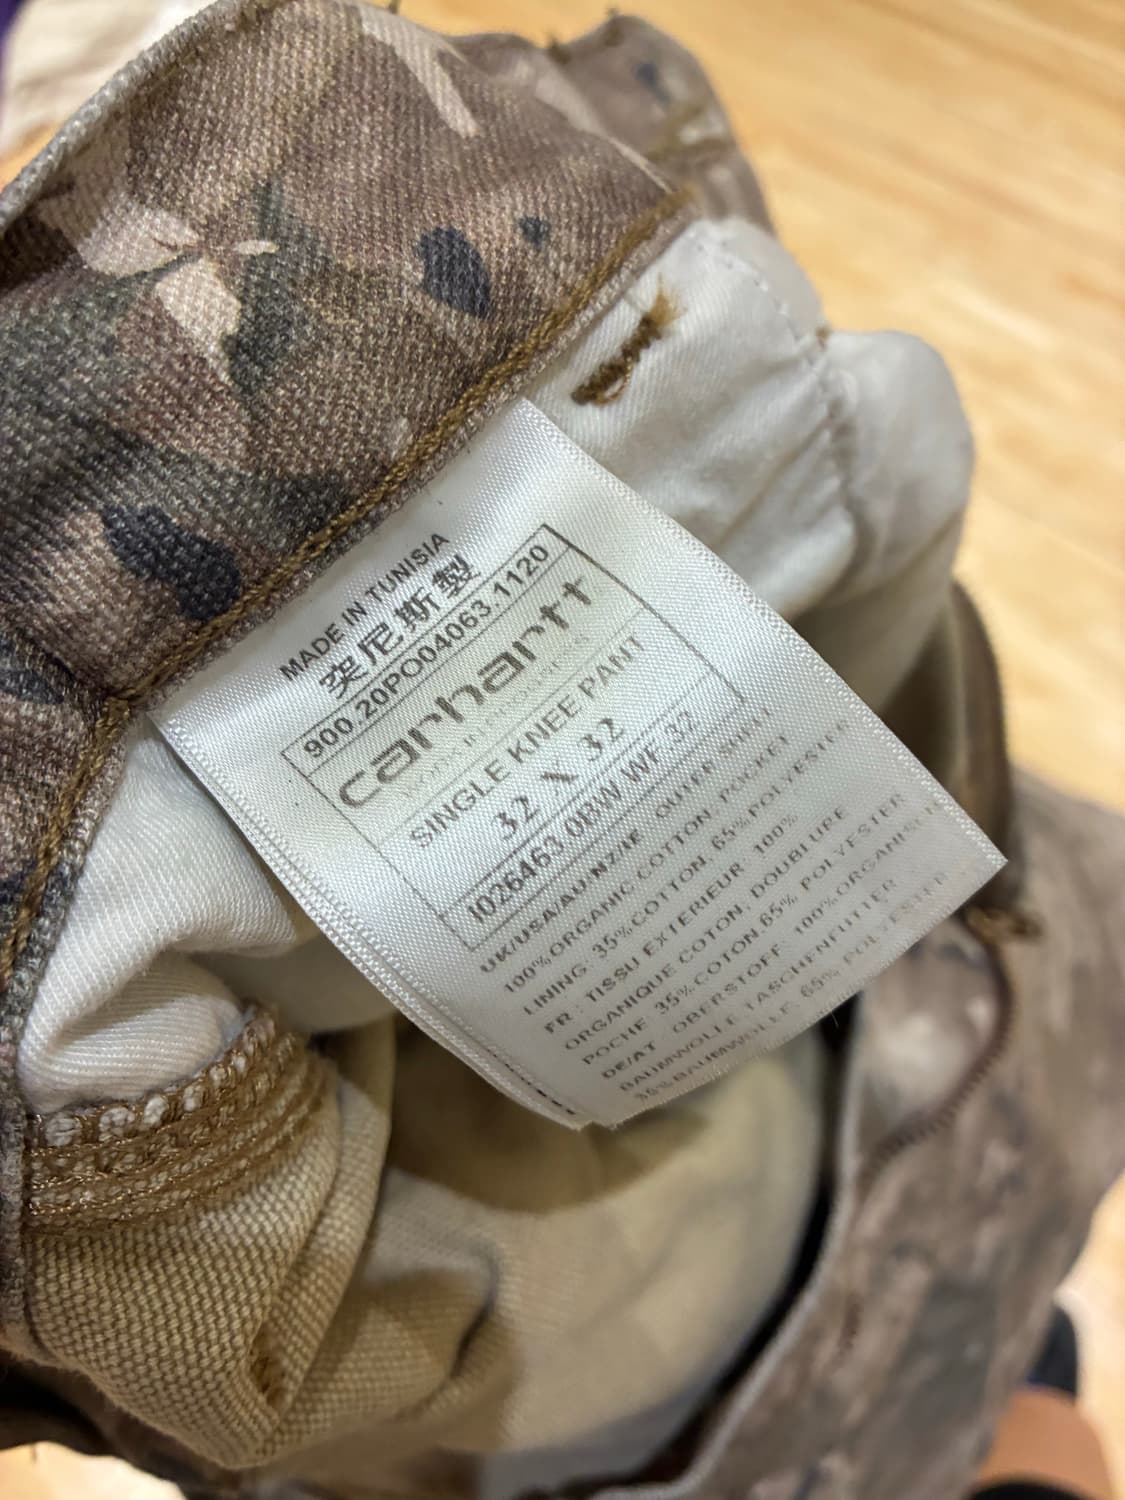 MADE IN TUNISIA
突尼斯製
900.20PO04063.1120
carhartt
WORK IN PROGRESS
SINGLE KNEE PANT
32 X 32
I026463.0BW.WF.32
UK/USA/AU/NZ/IE : OUTER SHELL
100%ORGANIC COTTON, POCKET
LINING: 35%COTTON, 65%POLYESTER
FR : TISSU EXTERIEUR: 100%
ORGANIQUE COTON, DOUBLURE
POCHE 35%COTON,65% POLYESTER
DE/AT OBERSTOFF: 100%ORGANISCH
BAUMWOLLE TASCHENFUTTER
35%BAUMWOLLE, 65% POLYESTER